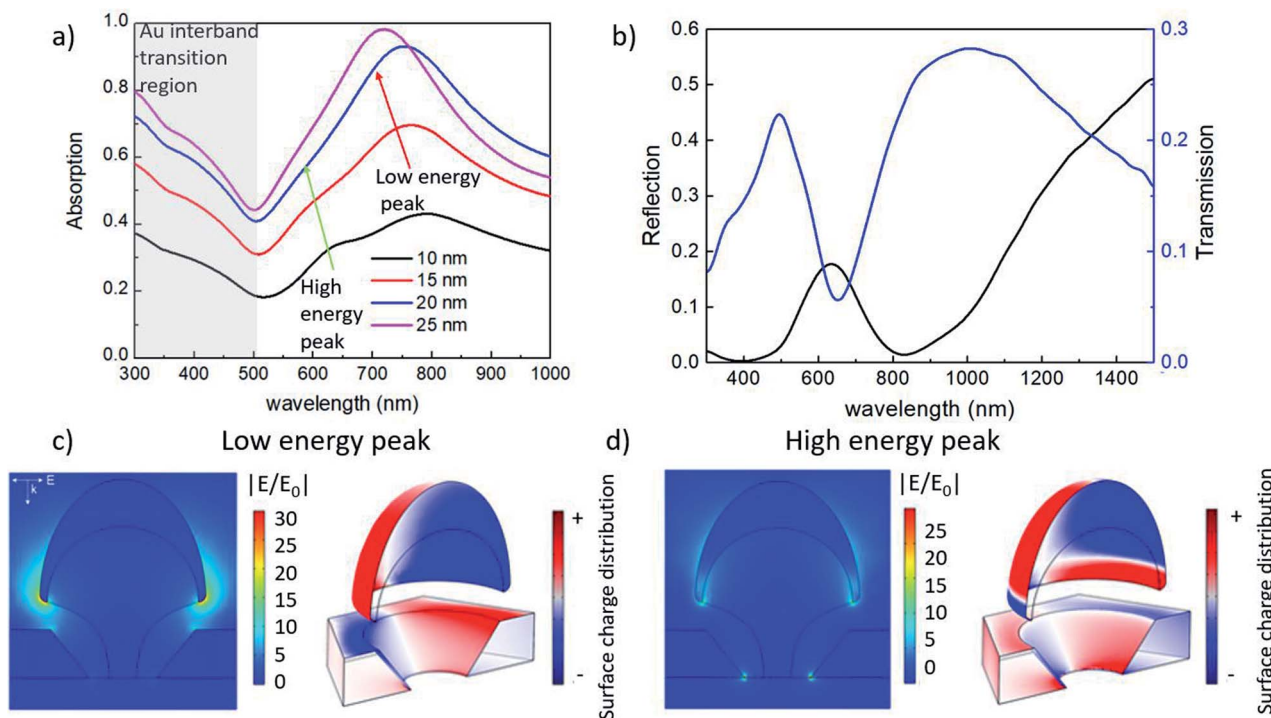 a)
Au interband
transition
region
Absorption
1.0
0.8
0.6
0.4
0.2
0.0
Low energy
peak
High
energy
peak
10 nm
15 nm
20 nm
25 nm
300 400 500 600 700 800 900 1000
wavelength (nm)
b)
Reflection
0.6
0.5
0.4
0.3
0.2
0.1
0.0
Transmission
0.3
0.2
0.1
0.0
400 600 800 1000 1200 1400
wavelength (nm)
c) Low energy peak
E
k
|E/E0|
30
25
20
15
10
5
0
+
-
Surface charge distribution
d) High energy peak
|E/E0|
25
20
15
10
5
0
+
-
Surface charge distribution